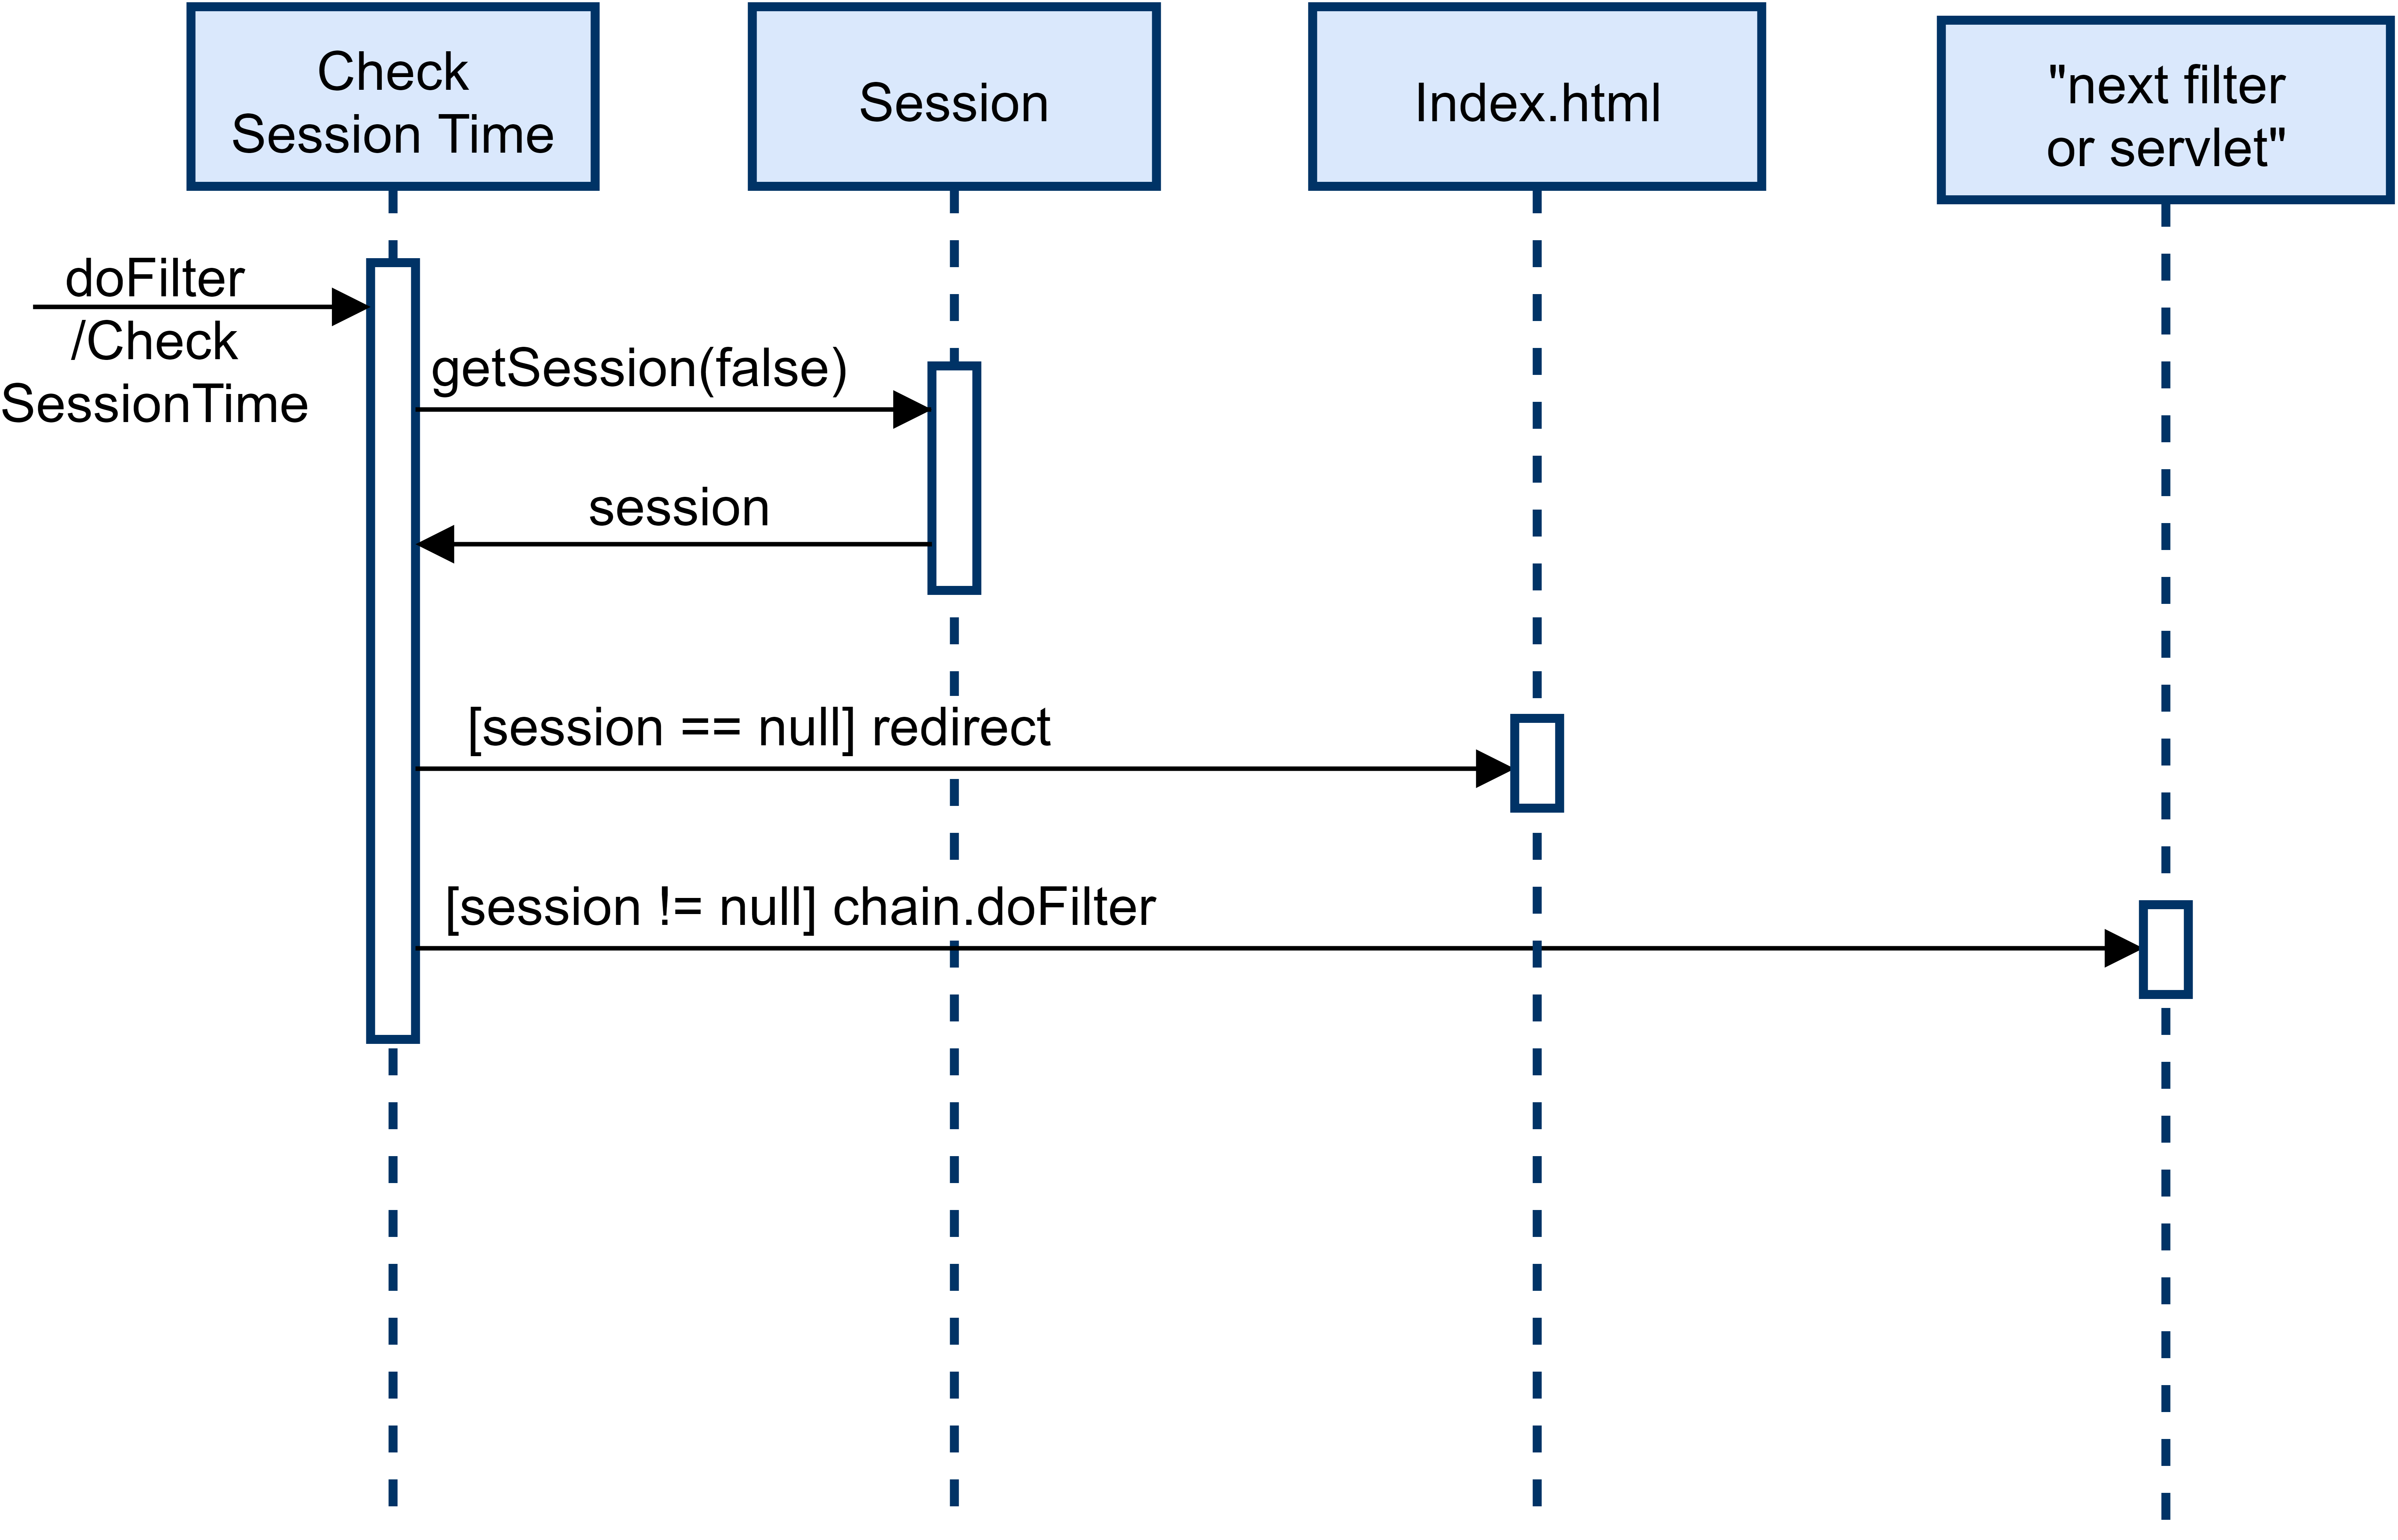 Check
Session Time
Session
Index.html
"next filter
or servlet"
doFilter
/Check
SessionTime
getSession(false)
session
[session == null] redirect
[session != null] chain.doFilter